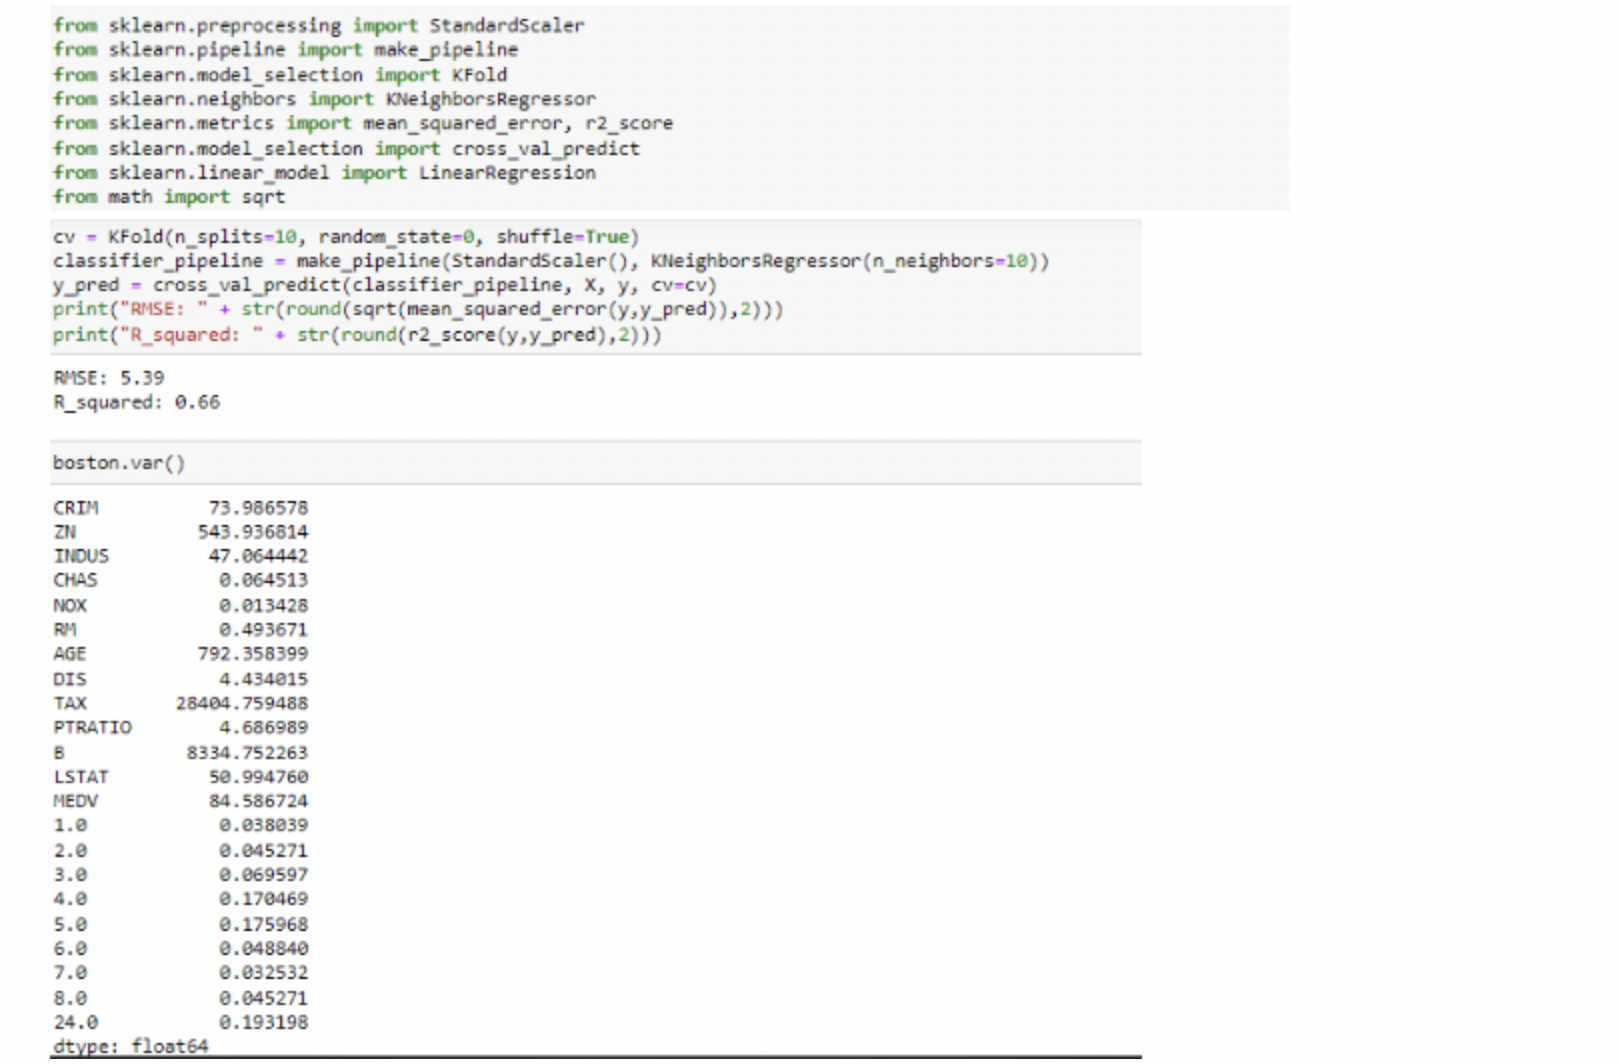 from sklearn.preprocessing import StandardScaler
from sklearn.pipeline import make_pipeline
from sklearn.model_selection import KFold
from sklearn.neighbors import KNeighborsRegressor
from sklearn.metrics import mean_squared_error, r2_score
from sklearn.model_selection import cross_val_predict
from sklearn.linear_model import LinearRegression
from math import sqrt
cv = KFold(n_splits=10, random_state=0, shuffle=True)
classifier_pipeline = make_pipeline(StandardScaler(), KNeighborsRegressor(n_neighbors=10))
y_pred = cross_val_predict(classifier_pipeline, X, y, cv=cv)
print("RMSE: " + str(round(sqrt(mean_squared_error(y,y_pred)),2)))
print("R_squared: " + str(round(r2_score(y,y_pred),2)))
RMSE: 5.39
R_squared: 0.66
boston.var()
CRIM 73.986578
ZN 543.936814
INDUS 47.064442
CHAS 0.064513
NOX 0.013428
RM 0.493671
AGE 792.358399
DIS 4.434015
TAX 28404.759488
PTRATIO 4.686989
B 8334.752263
LSTAT 50.994760
MEDV 84.586724
1.0 0.038039
2.0 0.045271
3.0 0.069597
4.0 0.170469
5.0 0.175968
6.0 0.048840
7.0 0.032532
8.0 0.045271
24.0 0.193198
dtype: float64